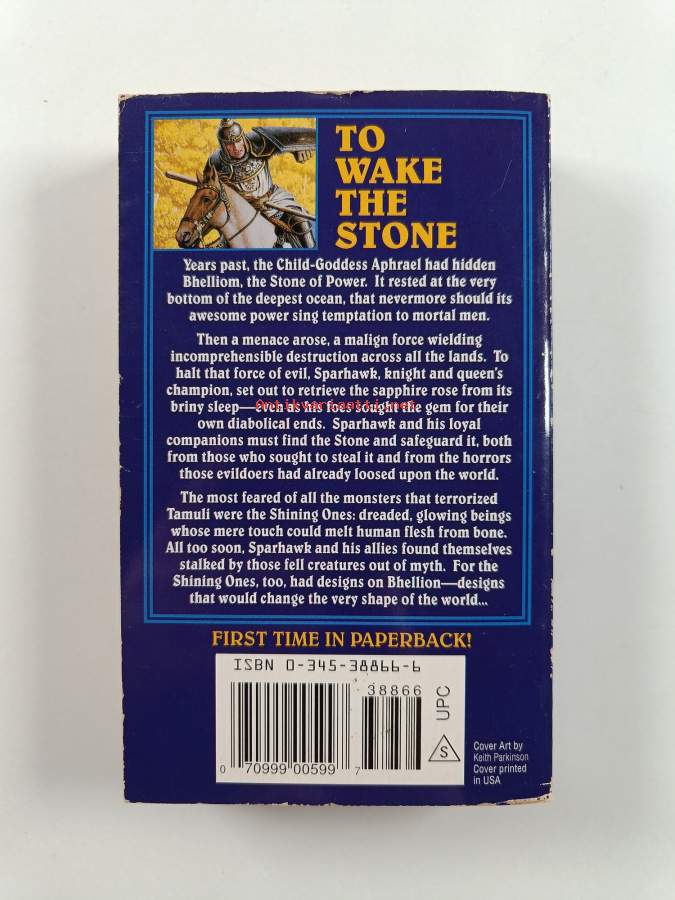 TO
WAKE
THE
STONE
Years past, the Child-Goddess Aphrael had hidden
Bhelliom, the Stone of Power. It rested at the very
bottom of the deepest ocean, that nevermore should its
awesome power sing temptation to mortal men.
Then a menace arose, a malign force wielding
incomprehensible destruction across all the lands. To
halt that force of evil, Sparhawk, knight and queen's
champion, set out to retrieve the sapphire rose from its
briny sleep—even as his foes sought the gem for their
Antikvariaatti.net
own diabolical ends. Sparhawk and his loyal
companions must find the Stone and safeguard it, both
from those who sought to steal it and from the horrors
those evildoers had already loosed upon the world.
The most feared of all the monsters that terrorized
Tamuli were the Shining Ones: dreaded, glowing beings
whose mere touch could melt human flesh from bone.
All too soon, Sparhawk and his allies found themselves
stalked by those fell creatures out of myth. For the
Shining Ones, too, had designs on Bhellion—designs
that would change the very shape of the world...
FIRST TIME IN PAPERBACK!
ISBN 0-345-38866-6
38866
UPC
S
0 70999 00599 7
Cover Art by
Keith Parkinson
Cover printed
in USA